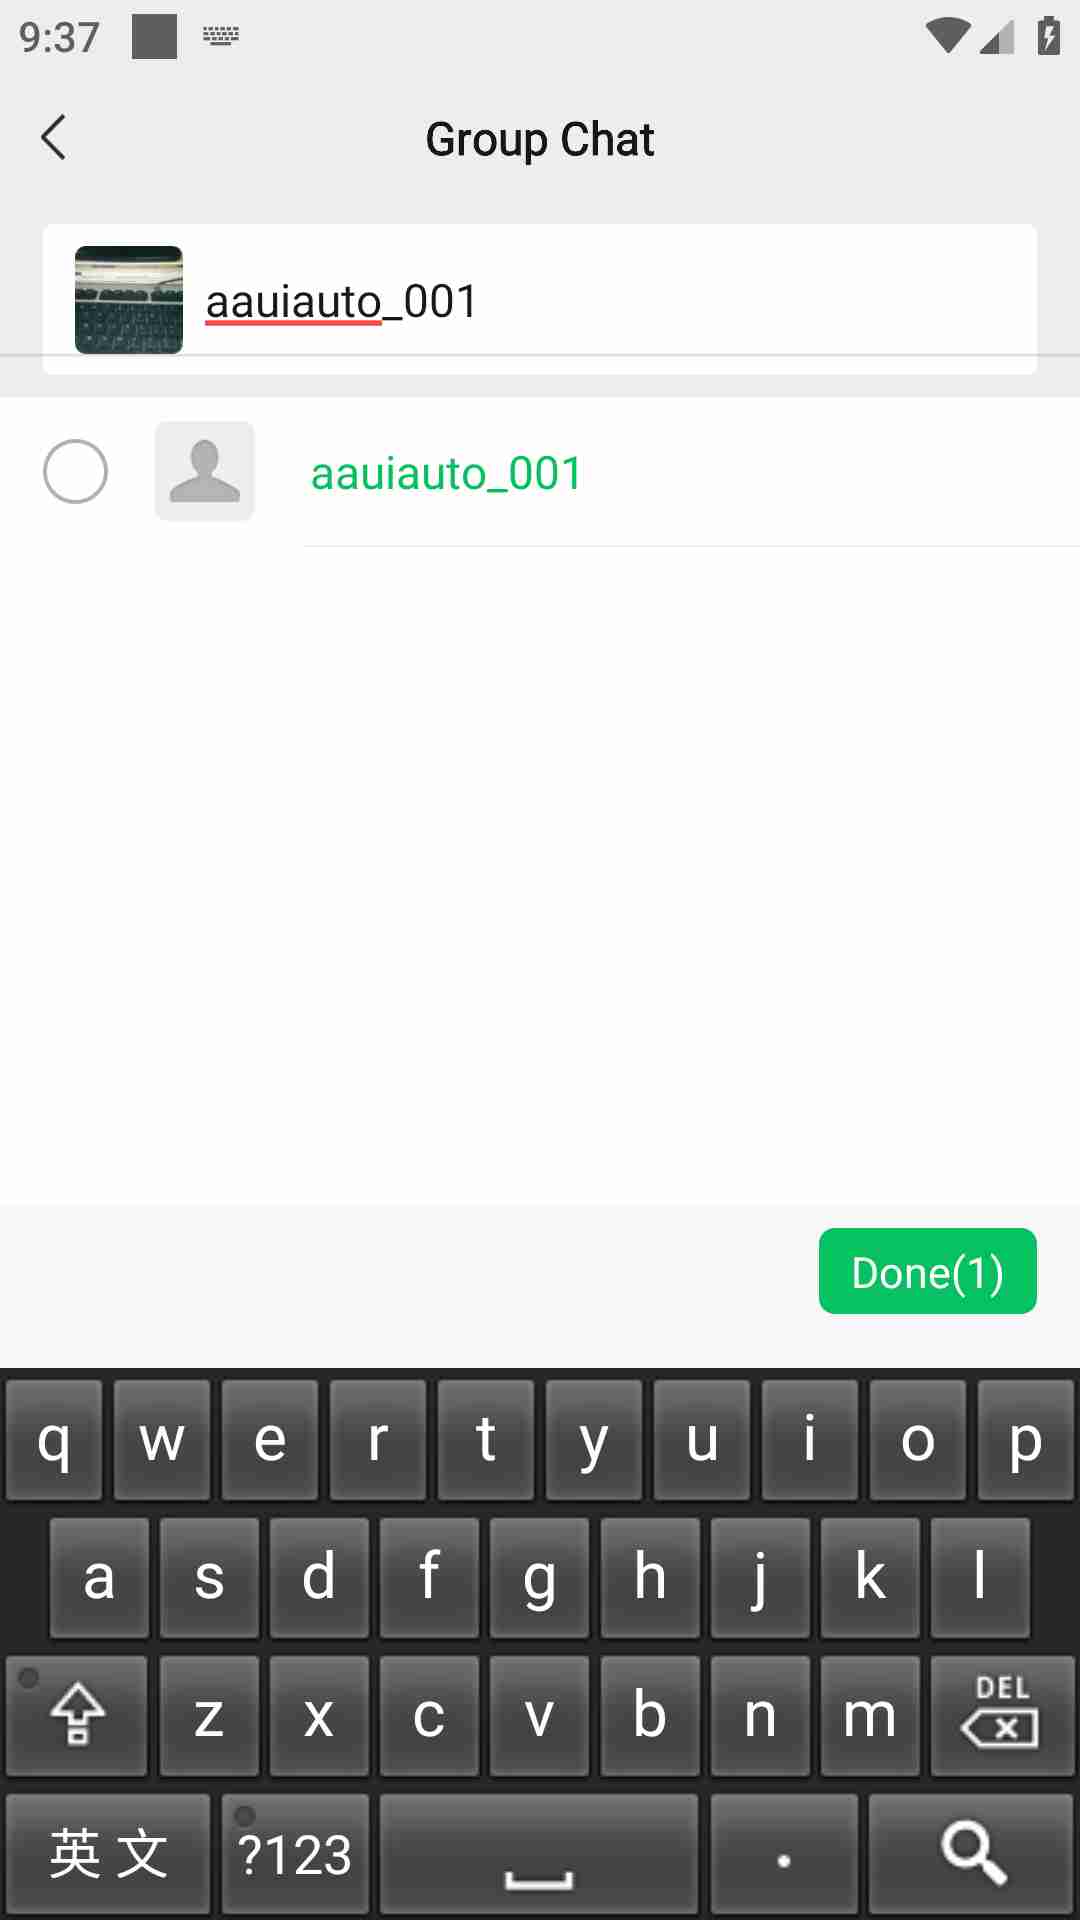 9:37
Group Chat
aauiauto_001
aauiauto_001
Done(1)
q w e r t y u i o p
a s d f g h j k l
z x c v b n m DEL
英文 ?123 .